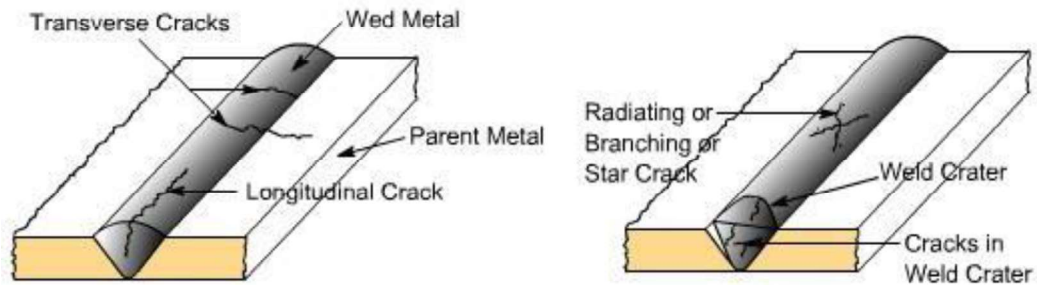 Transverse Cracks
Wed Metal
Parent Metal
Longitudinal Crack
Radiating or
Branching or
Star Crack
Weld Crater
Cracks in
Weld Crater